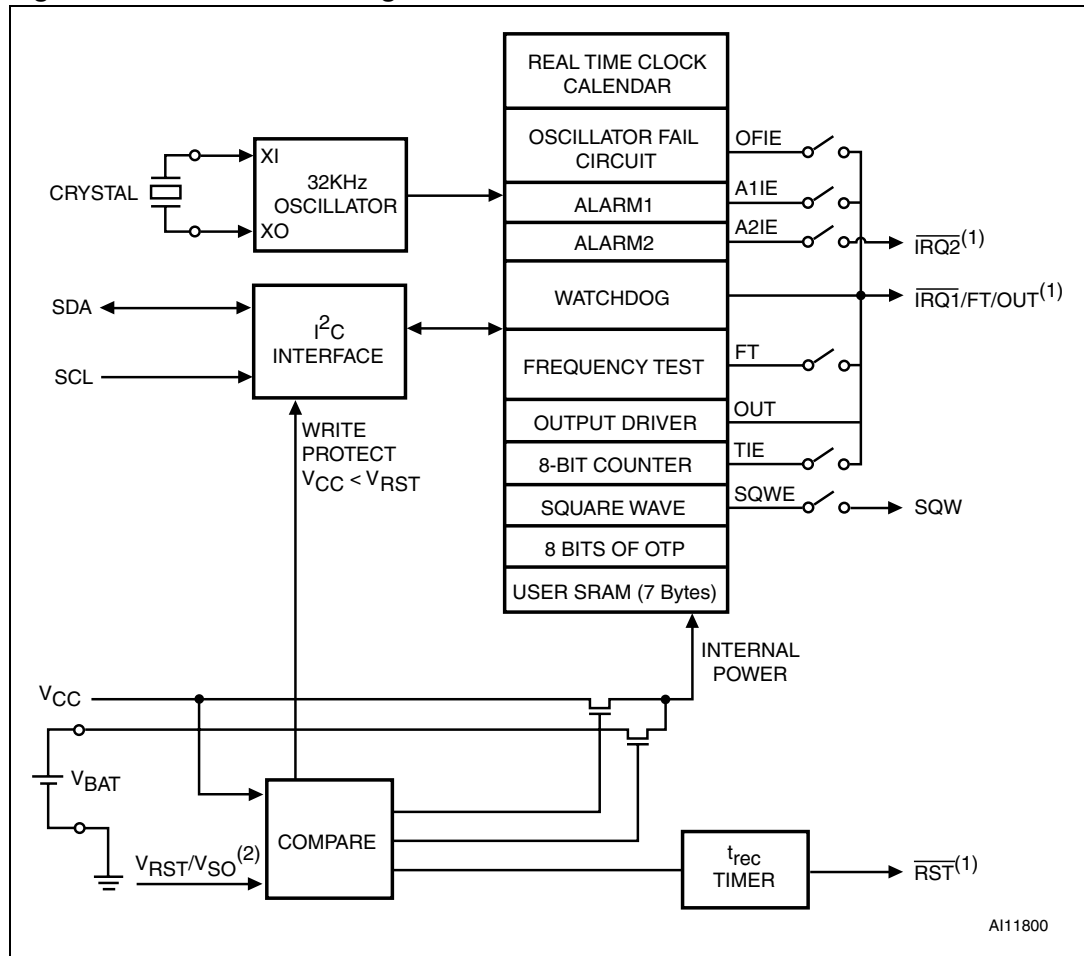 REAL TIME CLOCK
CALENDAR
OSCILLATOR FAIL
CIRCUIT
OFIE
XI
CRYSTAL
32KHz
OSCILLATOR
XO
ALARM1
A1IE
ALARM2
A2IE
IRQ2(1)
SDA
I2C
INTERFACE
SCL
WATCHDOG
IRQ1/FT/OUT(1)
FREQUENCY TEST
FT
OUTPUT DRIVER
OUT
WRITE
PROTECT
VCC < VRST
8-BIT COUNTER
TIE
SQUARE WAVE
SQWE
SQW
8 BITS OF OTP
USER SRAM (7 Bytes)
INTERNAL
POWER
VCC
VBAT
COMPARE
VRST/VSO(2)
trec
TIMER
RST(1)
AI11800